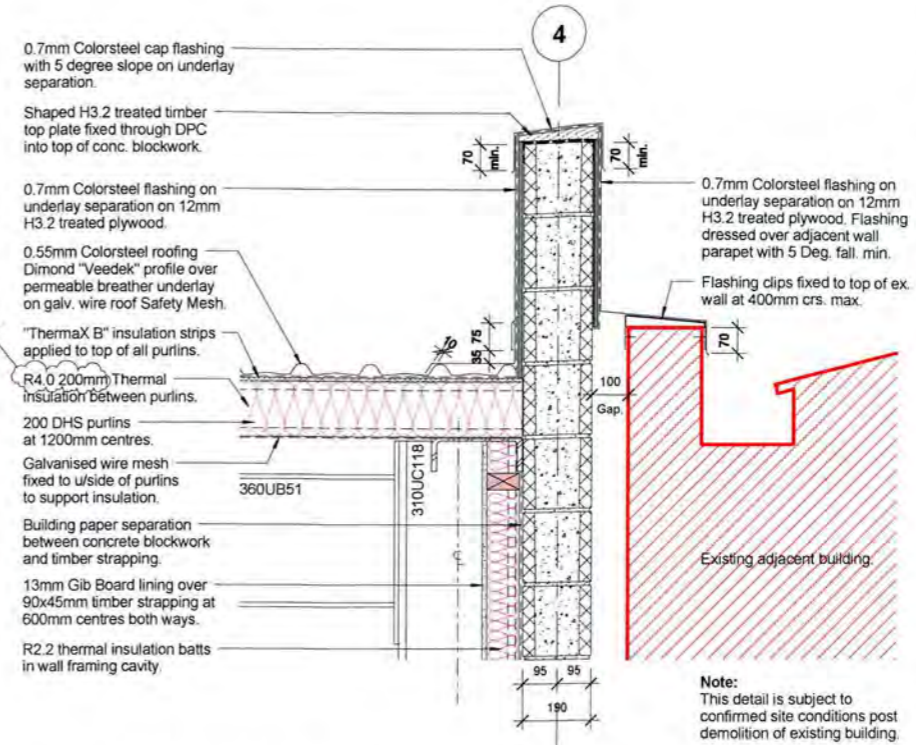 4
0.7mm Colorsteel cap flashing
with 5 degree slope on underlay
separation.
Shaped H3.2 treated timber
top plate fixed through DPC
into top of conc. blockwork.
0.7mm Colorsteel flashing on
underlay separation on 12mm
H3.2 treated plywood.
0.55mm Colorsteel roofing
Dimond "Veedek" profile over
permeable breather underlay
on galv. wire roof Safety Mesh.
"ThermaX B" insulation strips
applied to top of all purlins.
R4.0 200mm Thermal
insulation between purlins.
200 DHS purlins
at 1200mm centres.
Galvanised wire mesh
fixed to u/side of purlins
to support insulation.
Building paper separation
between concrete blockwork
and timber strapping.
13mm Gib Board lining over
90x45mm timber strapping at
600mm centres both ways.
R2.2 thermal insulation batts
in wall framing cavity.
70
min.
70
min.
10
75
35
360UB51
310UC118
100
Gap.
70
95
95
190
0.7mm Colorsteel flashing on
underlay separation on 12mm
H3.2 treated plywood. Flashing
dressed over adjacent wall
parapet with 5 Deg. fall. min.
Flashing clips fixed to top of ex.
wall at 400mm crs. max.
Existing adjacent building.
Note:
This detail is subject to
confirmed site conditions post
demolition of existing building.